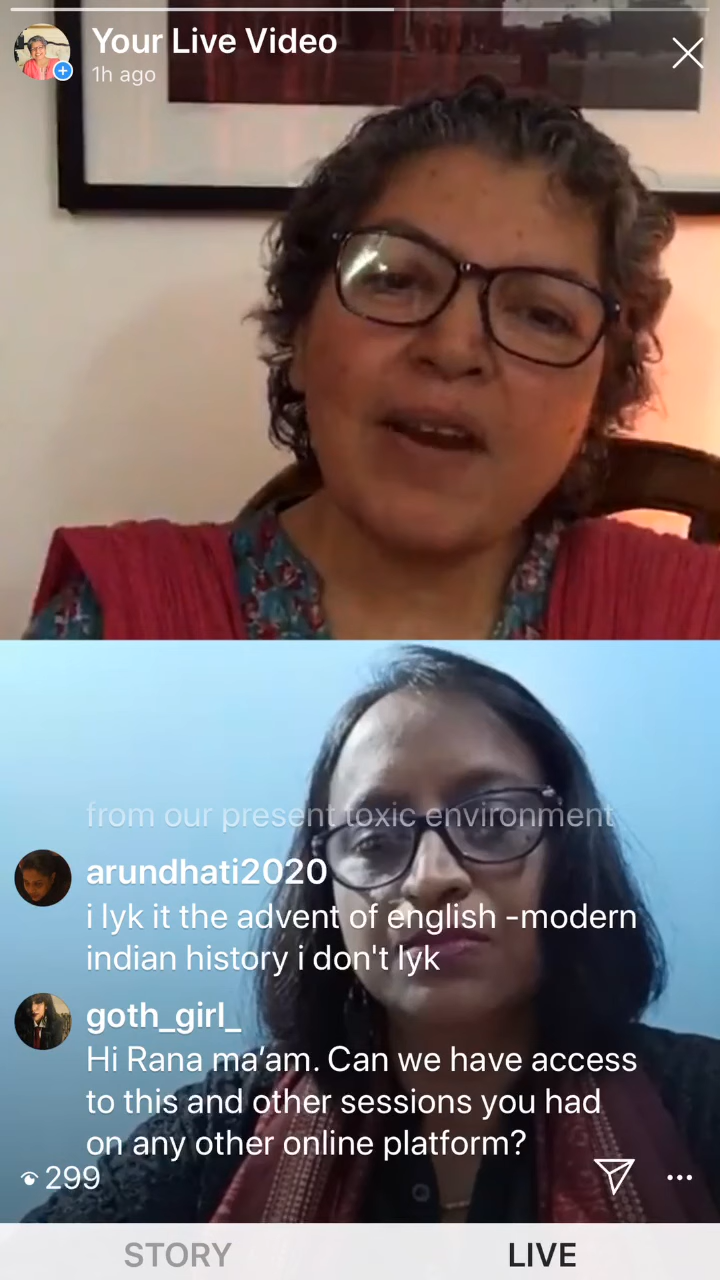 Your Live Video
1h ago
from our present toxic environment
arundhati2020
i lyk it the advent of english -modern
indian history i don't lyk
goth_girl_
Hi Rana ma’am. Can we have access
to this and other sessions you had
on any other online platform?
299
STORY LIVE